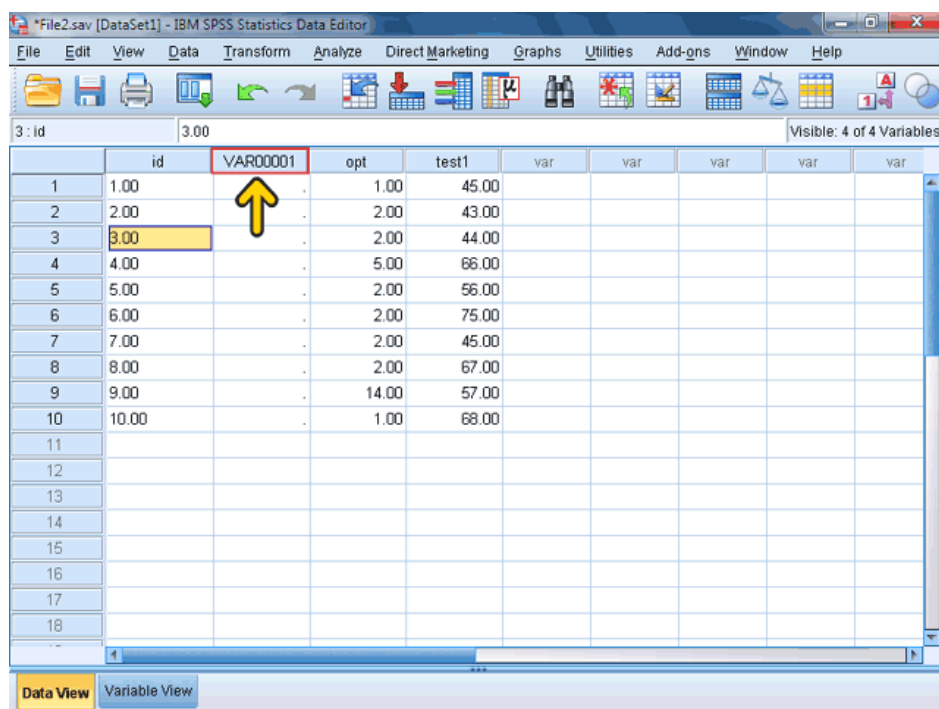 *File2.sav [DataSet1] - IBM SPSS Statistics Data Editor
File Edit View Data Transform Analyze Direct Marketing Graphs Utilities Add-ons Window Help
3 : id 3.00 Visible: 4 of 4 Variables
id VAR00001 opt test1 var var var var var
1 1.00 . 1.00 45.00
2 2.00 . 2.00 43.00
3 3.00 . 2.00 44.00
4 4.00 . 5.00 66.00
5 5.00 . 2.00 56.00
6 6.00 . 2.00 75.00
7 7.00 . 2.00 45.00
8 8.00 . 2.00 67.00
9 9.00 . 14.00 57.00
10 10.00 . 1.00 68.00
11
12
13
14
15
16
17
18
Data View Variable View